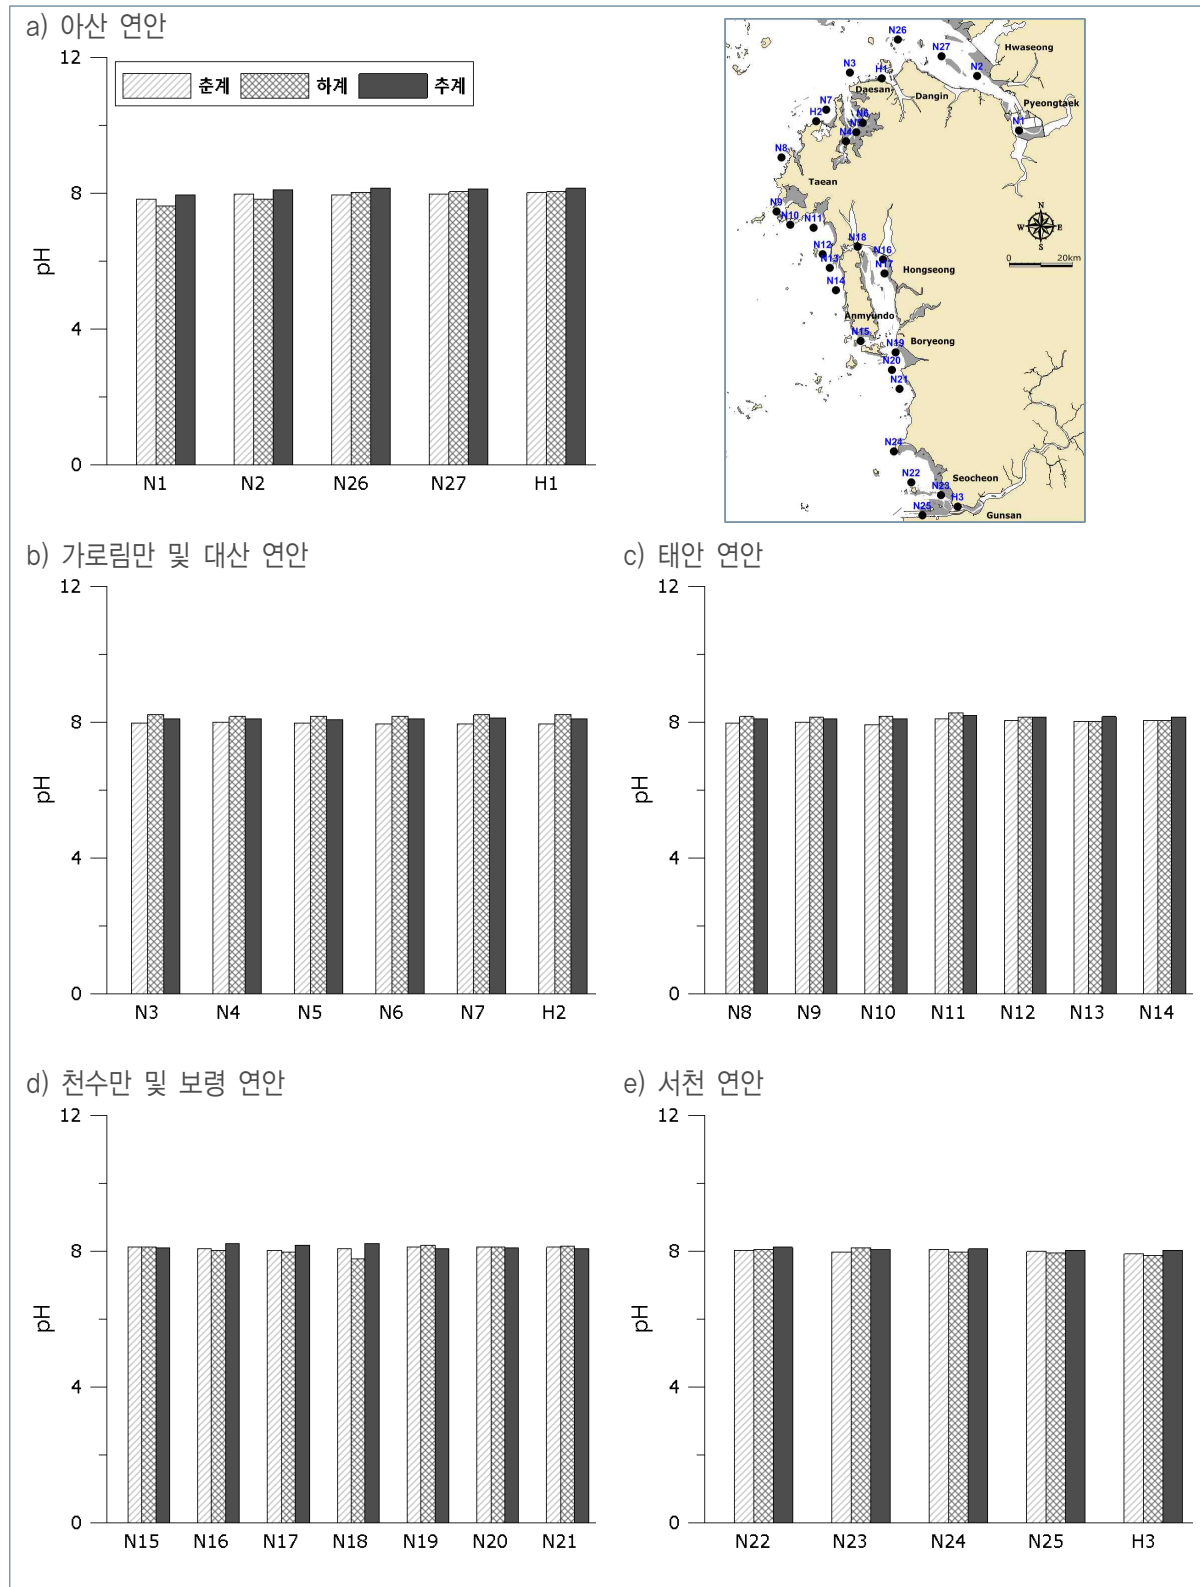 a) 아산 연안
12
8
4
0
pH
춘계 하계 추계
N1 N2 N26 N27 H1
N26
N27
Hwaseong
N3
H1
N2
Daesan
Dangin
Pyeongtaek
N7
H2
N6
N5
N4
N1
N8
Taean
N9
N10
N11
N18
N12
N16
N13
N17
Hongseong
N14
N
W E
S
0 20km
Anmyundo
N15
N19
Boryeong
N20
N21
N24
N22
Seocheon
N23
H3
N25
Gunsan
b) 가로림만 및 대산 연안
12
8
4
0
pH
N3 N4 N5 N6 N7 H2
c) 태안 연안
12
8
4
0
pH
N8 N9 N10 N11 N12 N13 N14
d) 천수만 및 보령 연안
12
8
4
0
pH
N15 N16 N17 N18 N19 N20 N21
e) 서천 연안
12
8
4
0
pH
N22 N23 N24 N25 H3